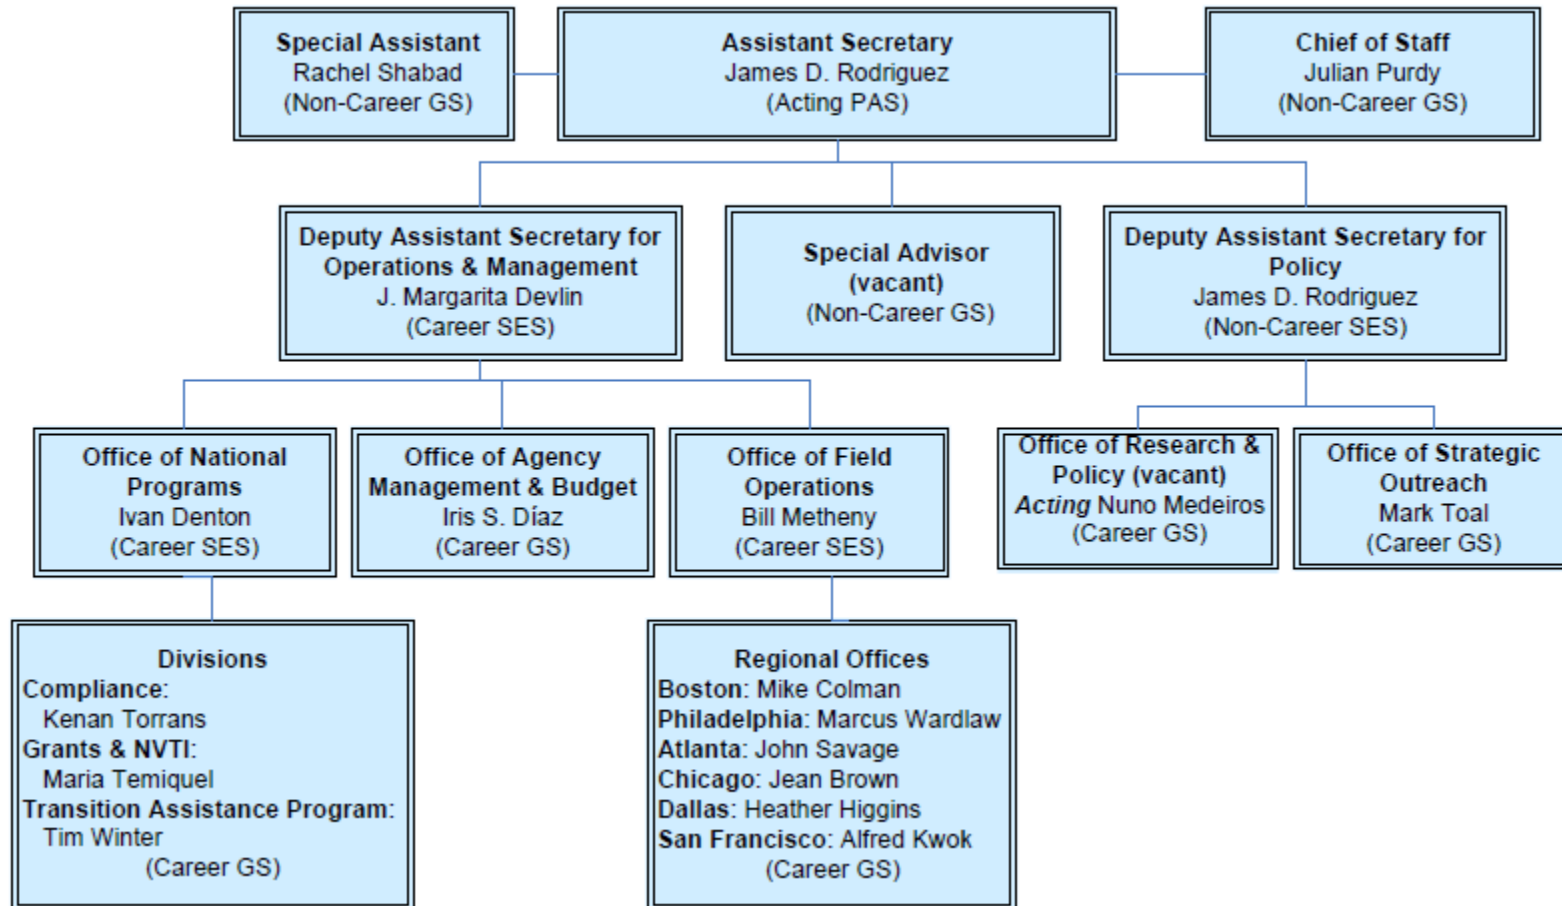 Special Assistant
Rachel Shabad
(Non-Career GS)
Assistant Secretary
James D. Rodriguez
(Acting PAS)
Chief of Staff
Julian Purdy
(Non-Career GS)
Deputy Assistant Secretary for
Operations & Management
J. Margarita Devlin
(Career SES)
Special Advisor
(vacant)
(Non-Career GS)
Deputy Assistant Secretary for
Policy
James D. Rodriguez
(Non-Career SES)
Office of National
Programs
Ivan Denton
(Career SES)
Office of Agency
Management & Budget
Iris S. Díaz
(Career GS)
Office of Field
Operations
Bill Metheny
(Career SES)
Office of Research &
Policy (vacant)
Acting Nuno Medeiros
(Career GS)
Office of Strategic
Outreach
Mark Toal
(Career GS)
Divisions
Compliance:
Kenan Torrans
Grants & NVTI:
Maria Temiquel
Transition Assistance Program:
Tim Winter
(Career GS)
Regional Offices
Boston: Mike Colman
Philadelphia: Marcus Wardlaw
Atlanta: John Savage
Chicago: Jean Brown
Dallas: Heather Higgins
San Francisco: Alfred Kwok
(Career GS)